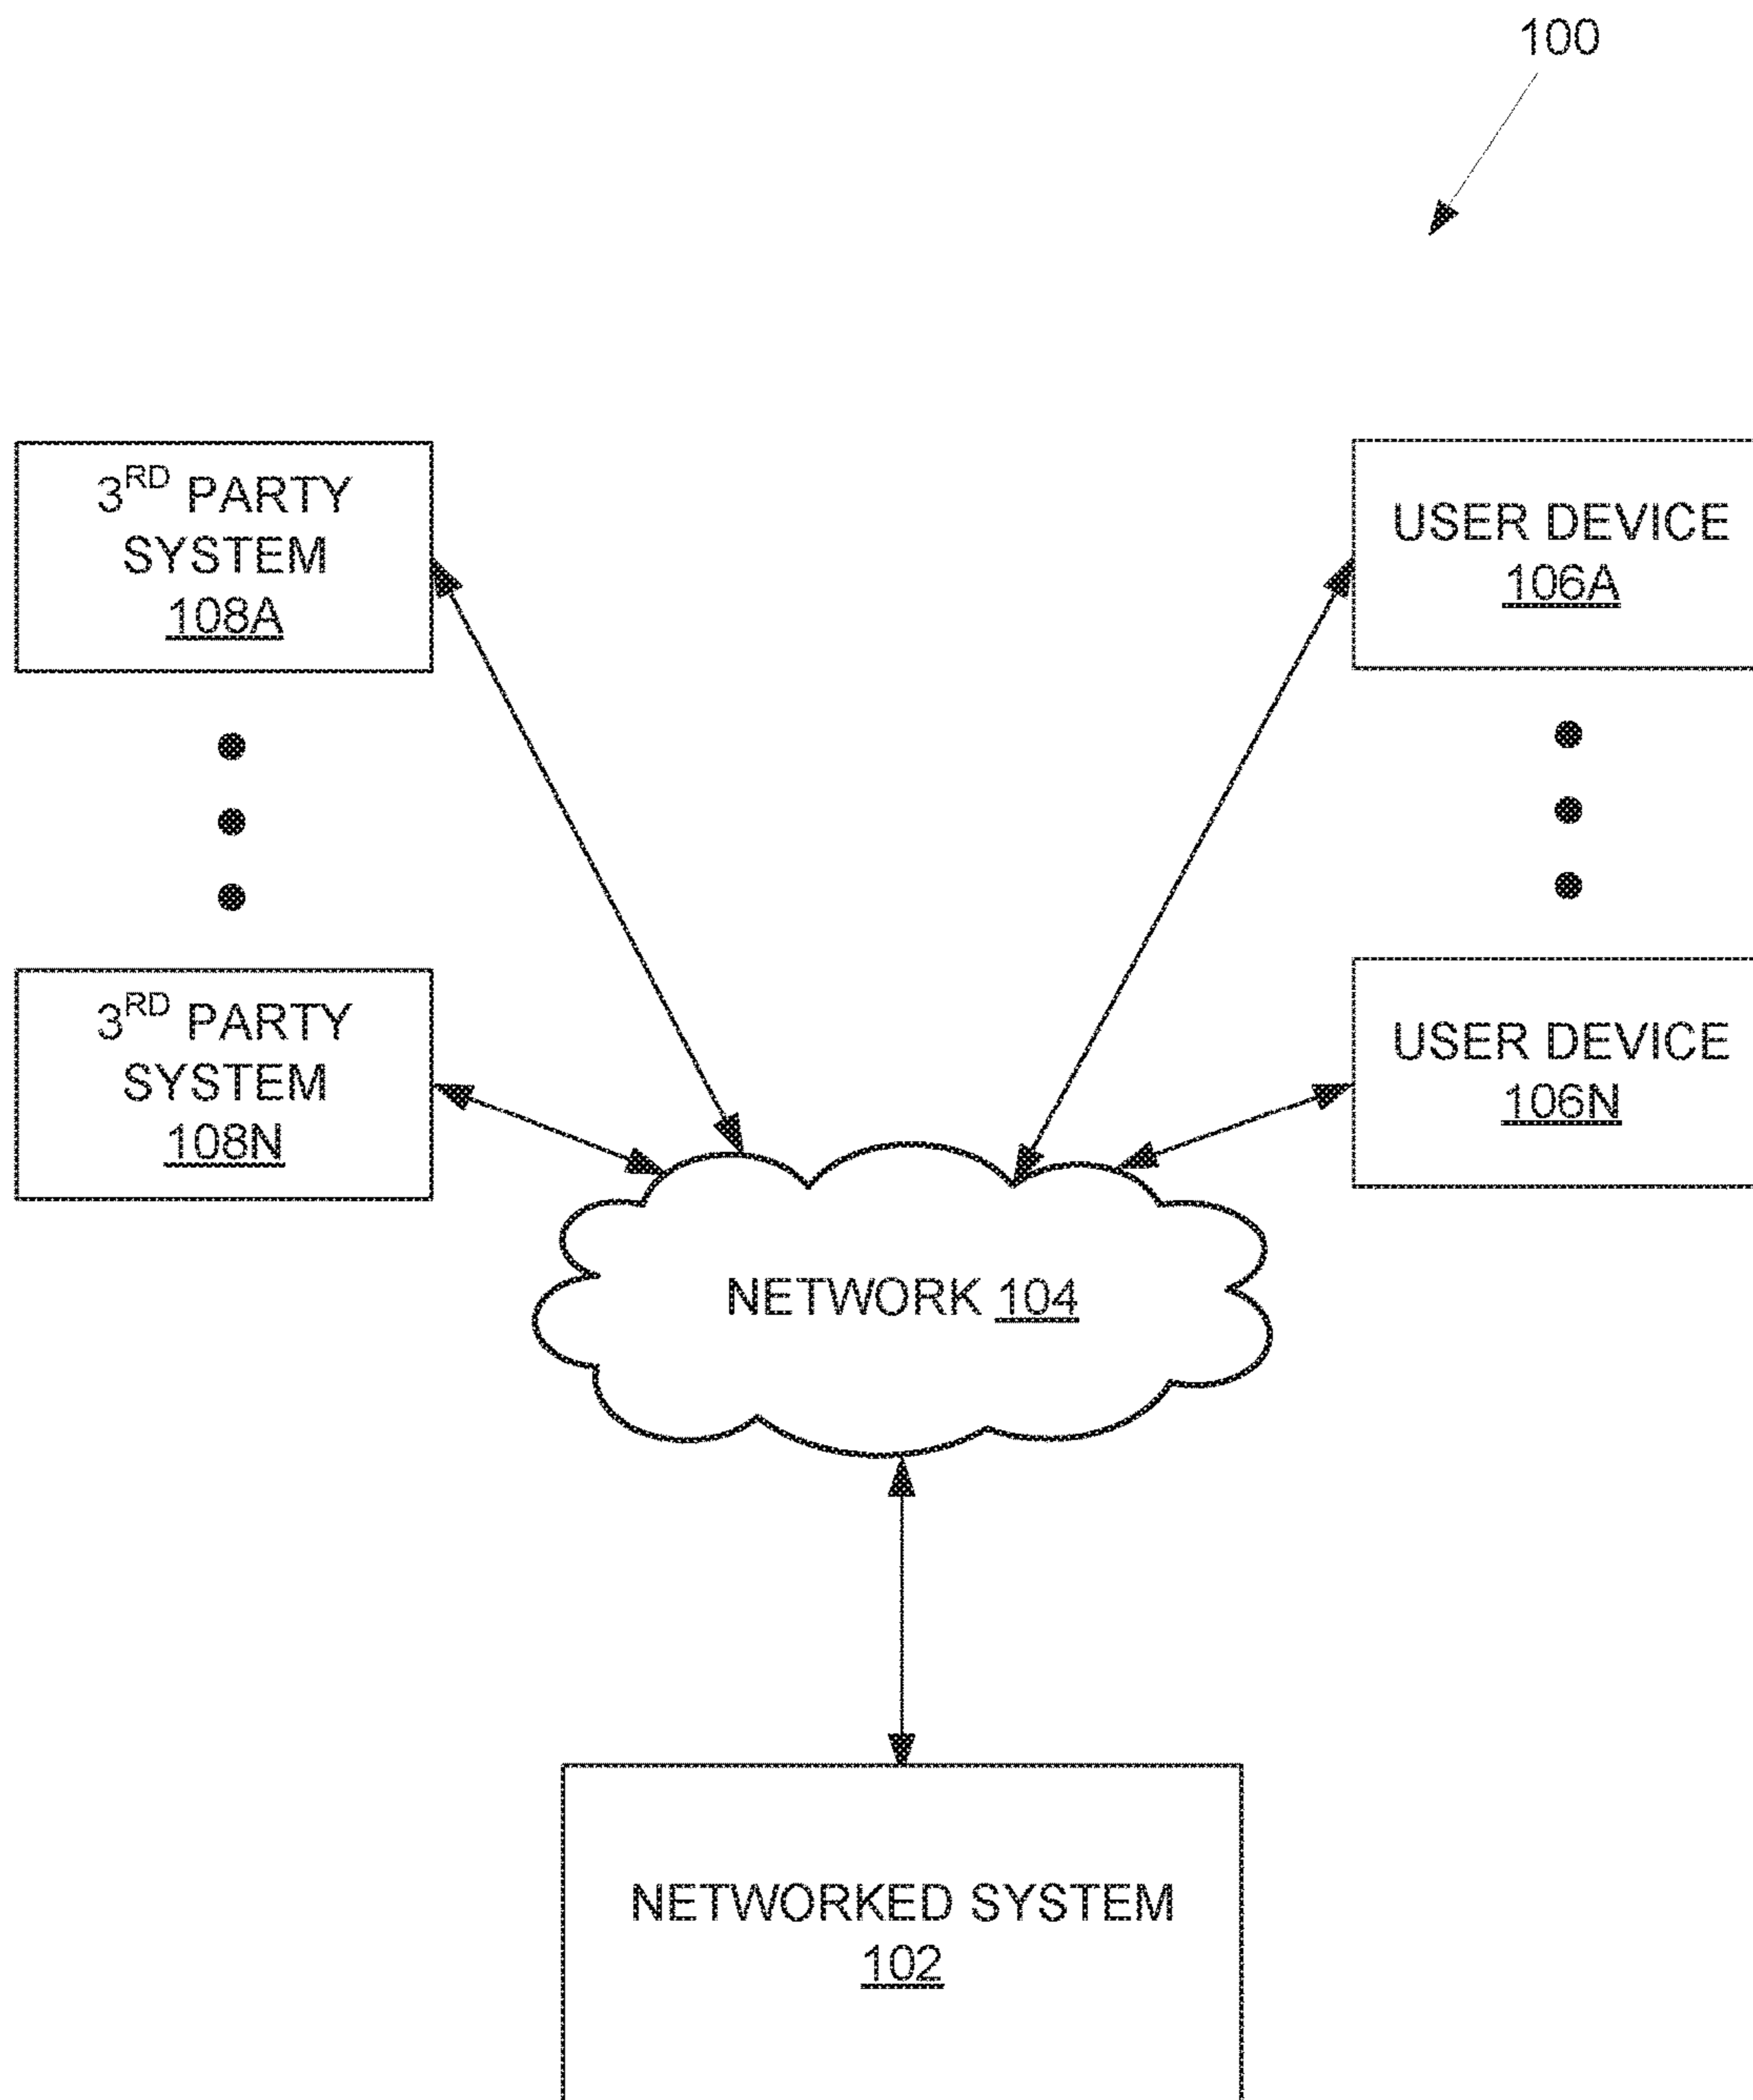 100
3RD PARTY
SYSTEM
108A
USER DEVICE
106A
3RD PARTY
SYSTEM
108N
USER DEVICE
106N
NETWORK 104
NETWORKED SYSTEM
102